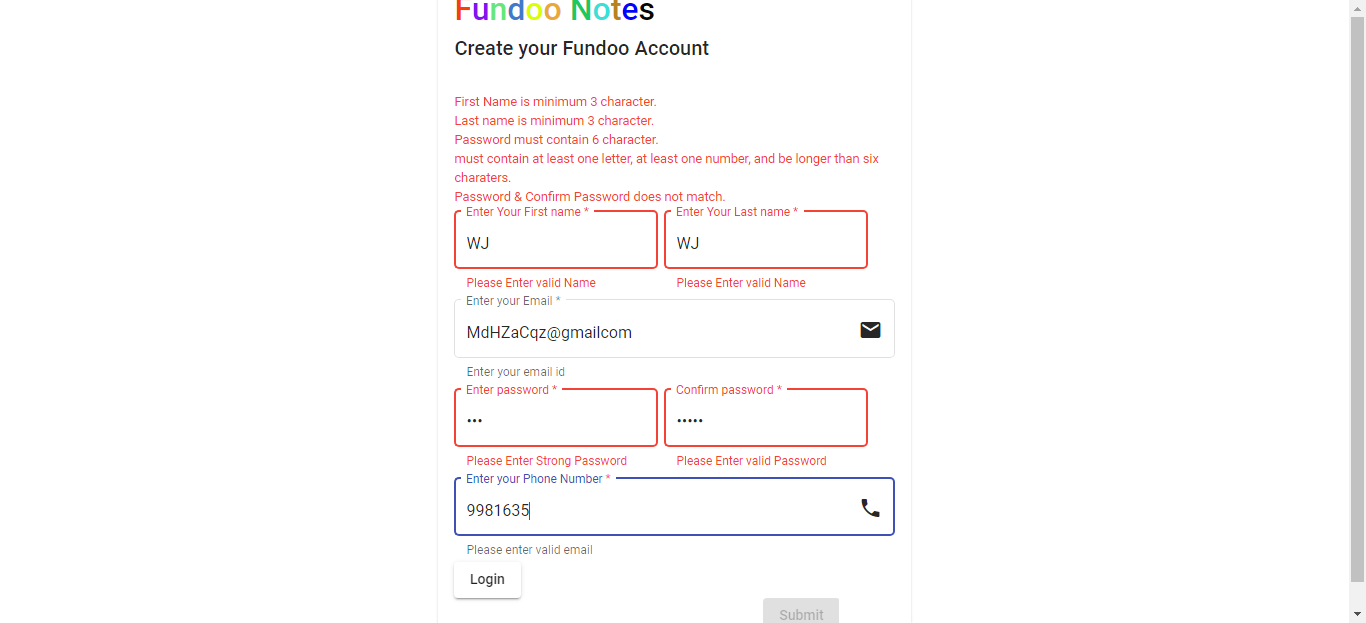 Fundoo Notes
Create your Fundoo Account
First Name is minimum 3 character.
Last name is minimum 3 character.
Password must contain 6 character.
must contain at least one letter, at least one number, and be longer than six
charaters.
Password & Confirm Password does not match.
Enter Your First name * Enter Your Last name *
WJ WJ
Please Enter valid Name Please Enter valid Name
Enter your Email *
MdHZaCqz@gmailcom
Enter your email id
Enter password * Confirm password *
••• •••••
Please Enter Strong Password Please Enter valid Password
Enter your Phone Number *
9981635
Please enter valid email
Login
Submit